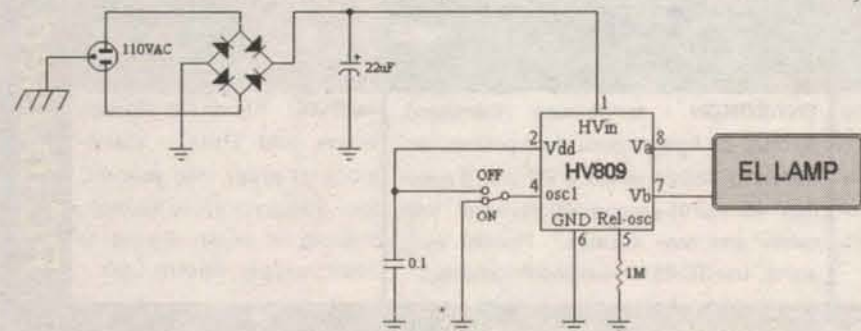 110VAC
+
22uF
1
HVin
2
Vdd
Va
8
HV809
EL LAMP
OFF
4
osc1
Vb
7
ON
GND
Rel-osc
6
5
0.1
1M